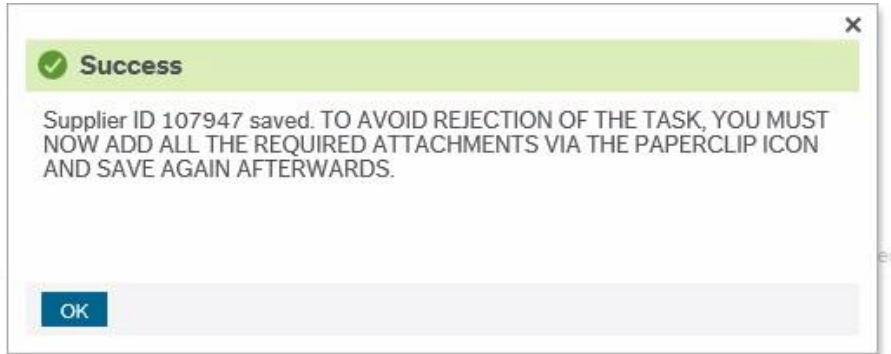 Success
Supplier ID 107947 saved. TO AVOID REJECTION OF THE TASK, YOU MUST
NOW ADD ALL THE REQUIRED ATTACHMENTS VIA THE PAPERCLIP ICON
AND SAVE AGAIN AFTERWARDS.
OK